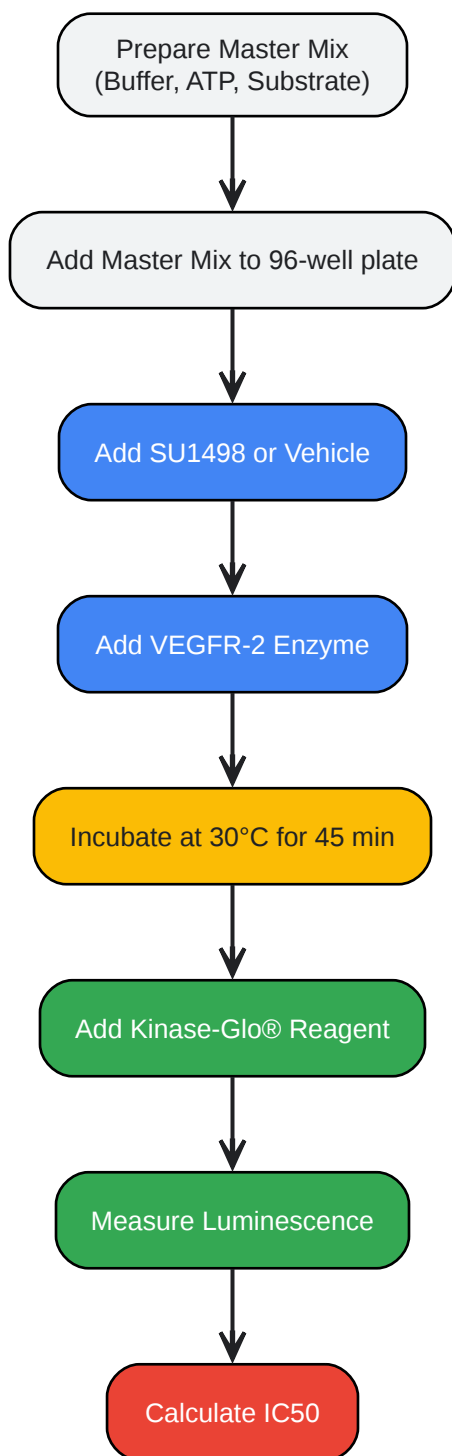 Prepare Master Mix
(Buffer, ATP, Substrate)
Add Master Mix to 96-well plate
Add SU1498 or Vehicle
Add VEGFR-2 Enzyme
Incubate at 30°C for 45 min
Add Kinase-Glo® Reagent
Measure Luminescence
Calculate IC50